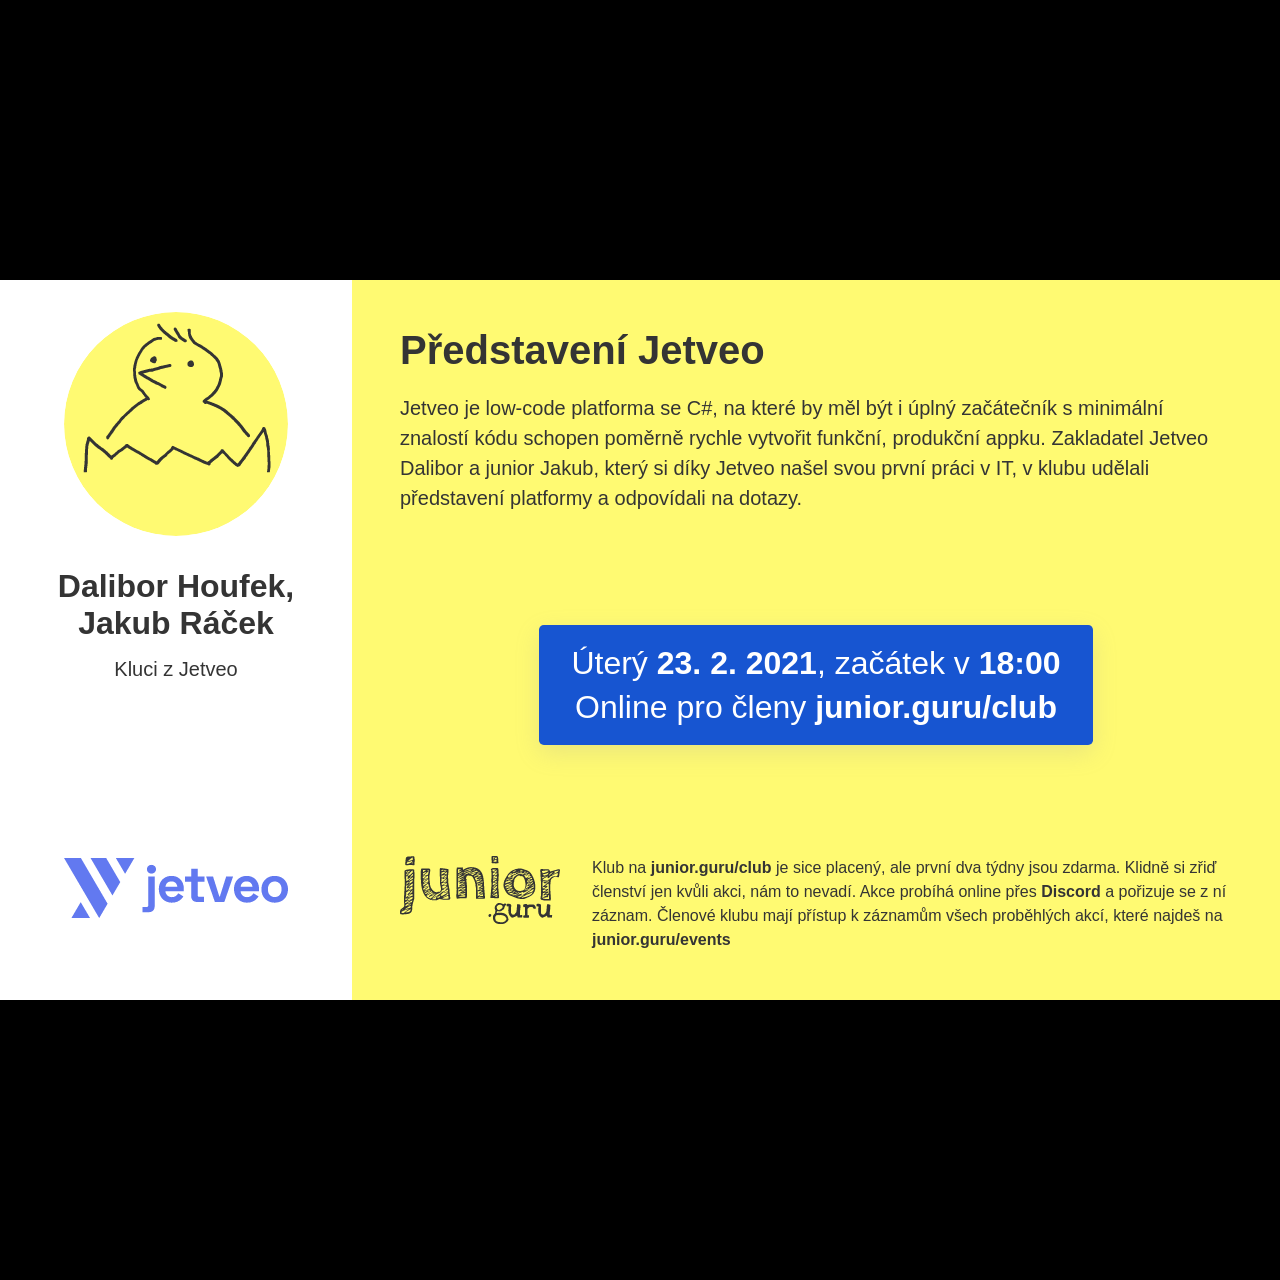 Dalibor Houfek,
Jakub Ráček
Kluci z Jetveo
jetveo
Představení Jetveo
Jetveo je low-code platforma se C#, na které by měl být i úplný začátečník s minimální
znalostí kódu schopen poměrně rychle vytvořit funkční, produkční appku. Zakladatel Jetveo
Dalibor a junior Jakub, který si díky Jetveo našel svou první práci v IT, v klubu udělali
představení platformy a odpovídali na dotazy.
Úterý 23. 2. 2021, začátek v 18:00
Online pro členy junior.guru/club
junior
.guru
Klub na junior.guru/club je sice placený, ale první dva týdny jsou zdarma. Klidně si zřiď
členství jen kvůli akci, nám to nevadí. Akce probíhá online přes Discord a pořizuje se z ní
záznam. Členové klubu mají přístup k záznamům všech proběhlých akcí, které najdeš na
junior.guru/events